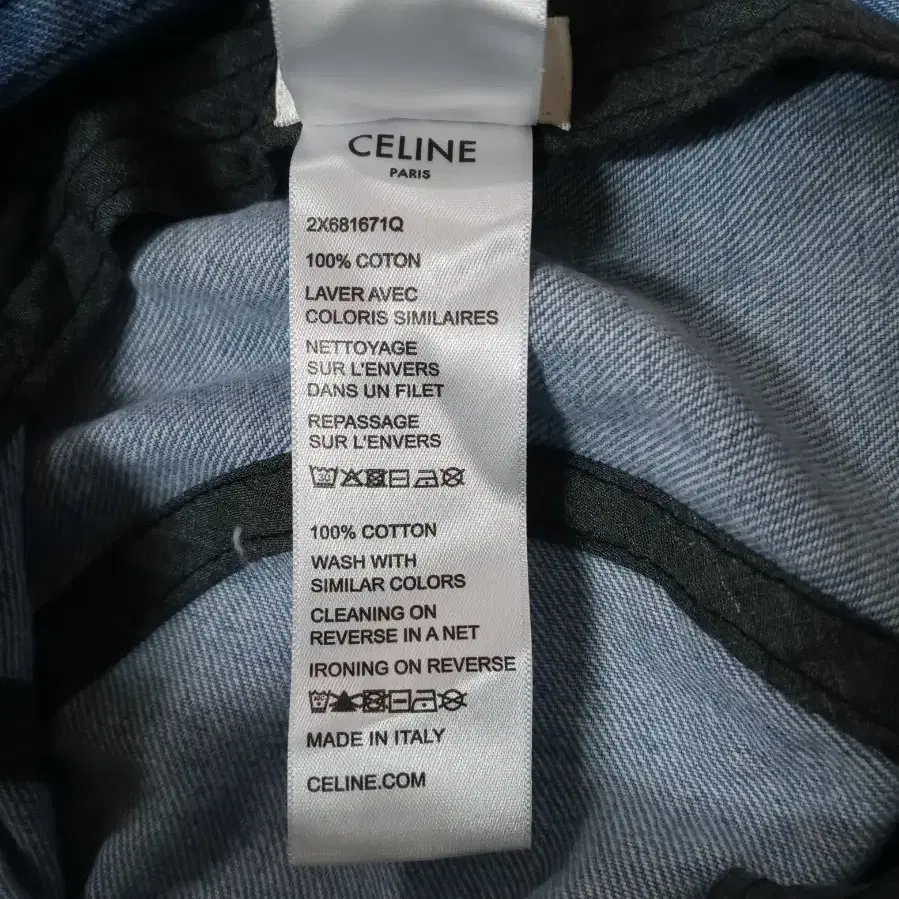 CELINE
PARIS
2X681671Q
100% COTON
LAVER AVEC
COLORIS SIMILAIRES
NETTOYAGE
SUR L'ENVERS
DANS UN FILET
REPASSAGE
SUR L'ENVERS
30
100% COTTON
WASH WITH
SIMILAR COLORS
CLEANING ON
REVERSE IN A NET
IRONING ON REVERSE
MADE IN ITALY
CELINE.COM